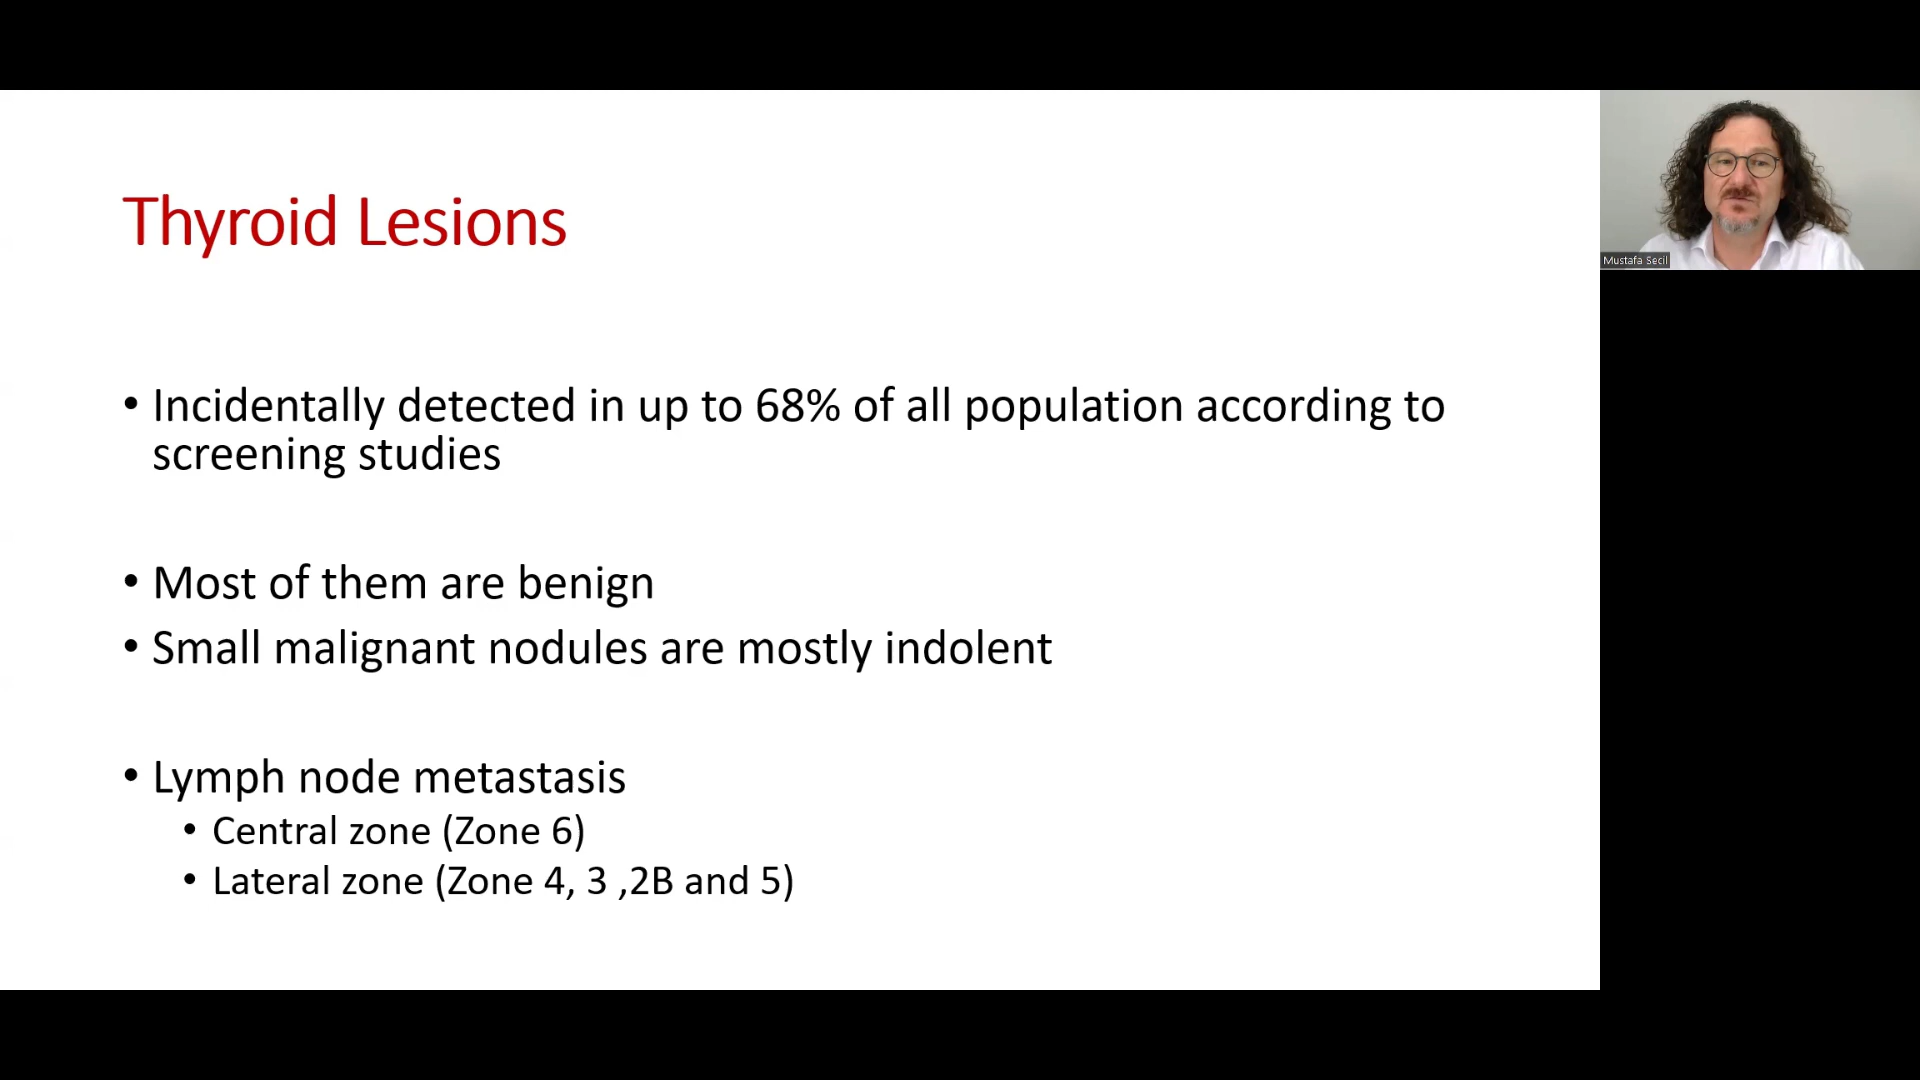 Thyroid Lesions
• Incidentally detected in up to 68% of all population according to
screening studies
• Most of them are benign
• Small malignant nodules are mostly indolent
• Lymph node metastasis
• Central zone (Zone 6)
• Lateral zone (Zone 4, 3 ,2B and 5)
Mustafa Secil